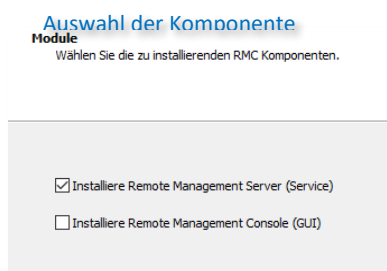 Auswahl der Komponente
Module
Wählen Sie die zu installierenden RMC Komponenten.
Installiere Remote Management Server (Service)
Installiere Remote Management Console (GUI)